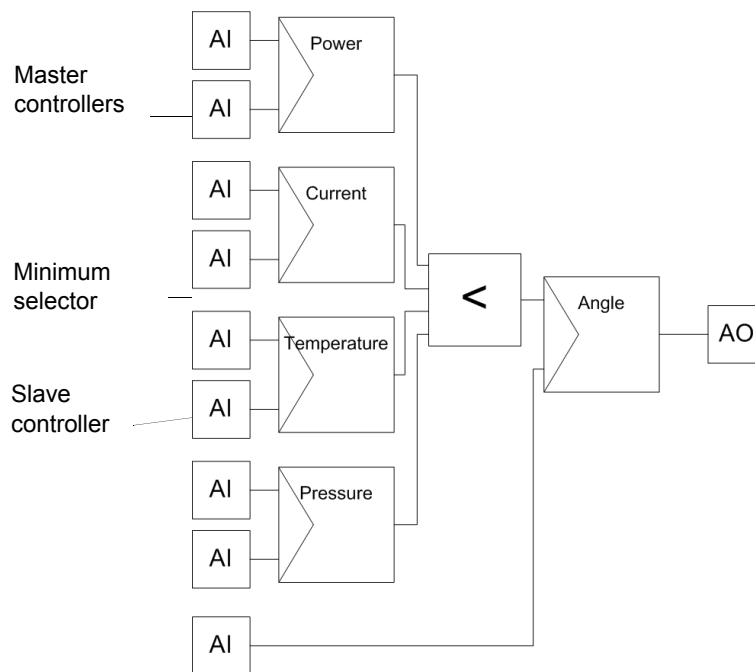 AI
Power
Master
controllers
AI
AI
Current
AI
Minimum
selector
<
Angle
AI
Temperature
AO
Slave
controller
AI
AI
Pressure
AI
AI